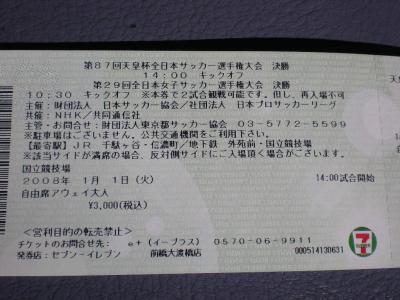 第87回天皇杯全日本サッカー選手権大会 決勝
14:00 キックオフ
第29回全日本女子サッカー選手権大会 決勝
10:30 キックオフ ※本券で2試合観戦可能です。但し、再入場不可
主催:財団法人 日本サッカー協会/社団法人 日本プロサッカーリーグ
共催:NHK/共同通信社
主管・お問合せ:財団法人東京都サッカー協会 03-5772-5599
※駐車場はございません。公共交通機関をご利用下さい。
【最寄駅】JR 千駄ヶ谷・信濃町/地下鉄 外苑前・国立競技場
※該当サイドが満席の場合、反対側サイドにご入場頂く場合がございます。
国立競技場
2008年 1月 1日(火) 14:00試合開始
自由席アウェイ大人
¥3,000(税込)
<営利目的の転売禁止>
チケットのお問合せ先: e+(イープラス) 0570-06-9911
発券店:セブン-イレブン 前橋大渡橋店
000514130631
7
ELEVEN
天皇